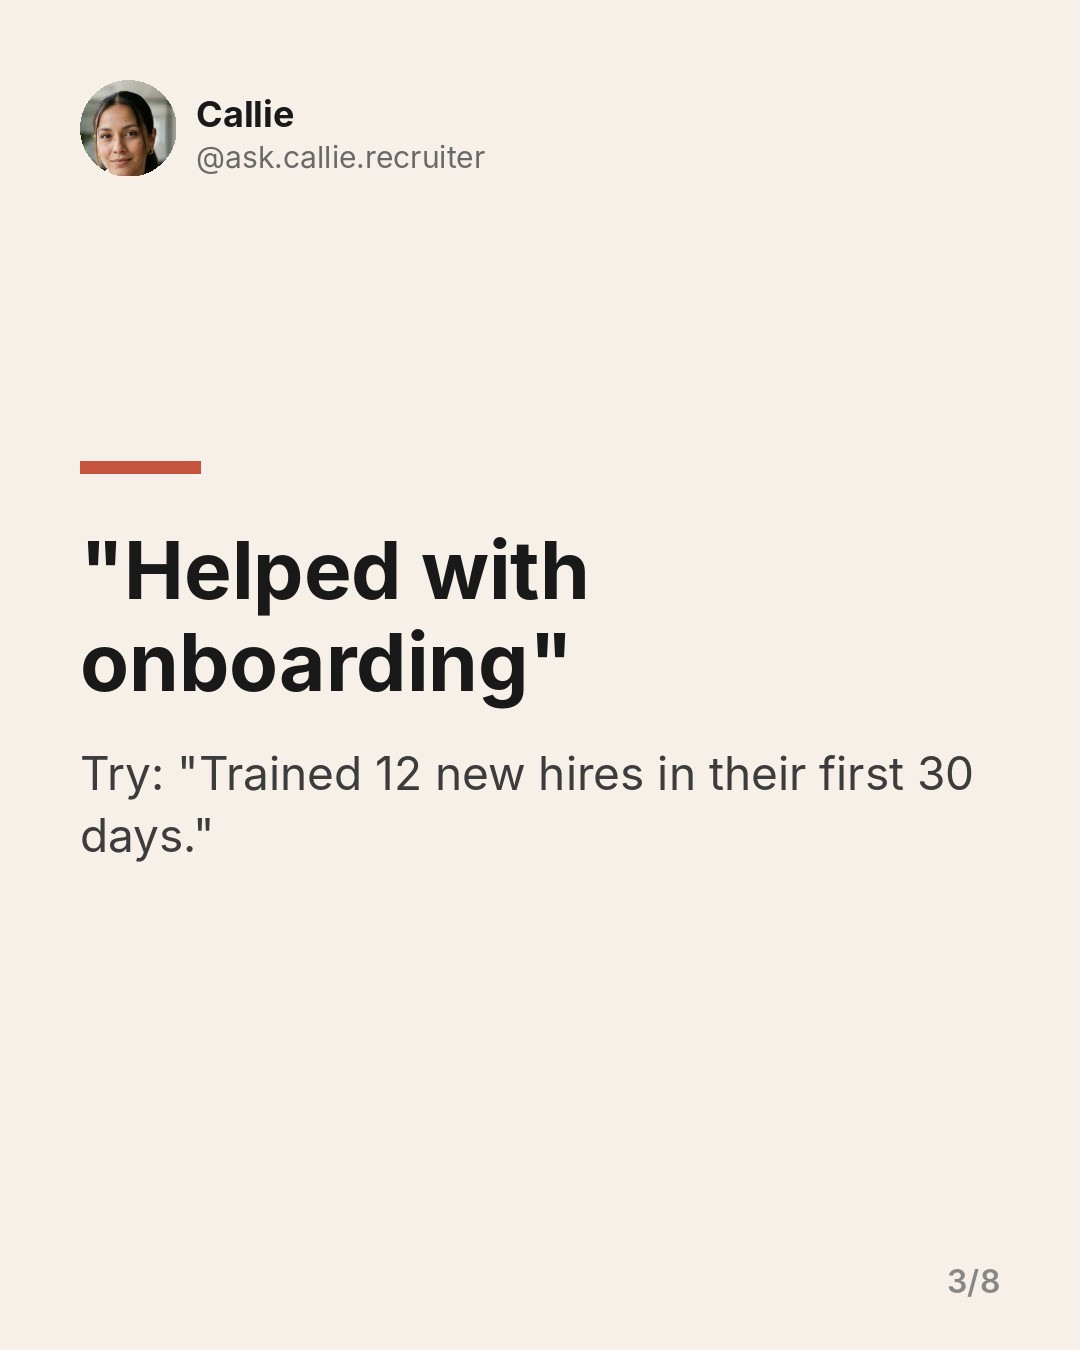 Callie
@ask.callie.recruiter
"Helped with
onboarding"
Try: "Trained 12 new hires in their first 30
days."
3/8